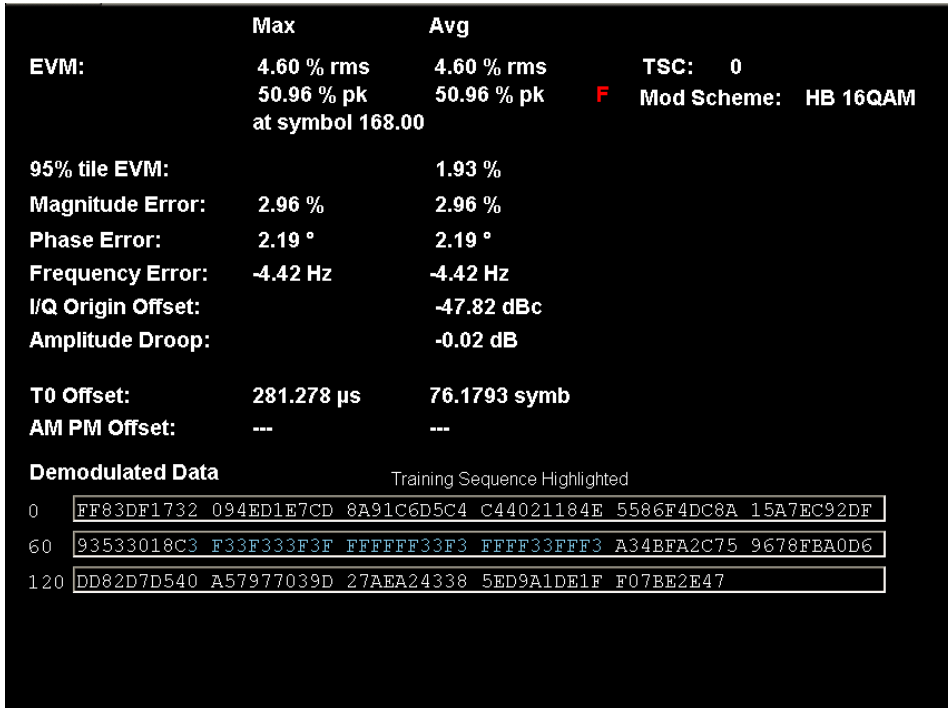 Max Avg
EVM: 4.60 % rms 4.60 % rms TSC: 0
50.96 % pk 50.96 % pk F Mod Scheme: HB 16QAM
at symbol 168.00
95% tile EVM: 1.93 %
Magnitude Error: 2.96 % 2.96 %
Phase Error: 2.19 ° 2.19 °
Frequency Error: -4.42 Hz -4.42 Hz
I/Q Origin Offset: -47.82 dBc
Amplitude Droop: -0.02 dB
T0 Offset: 281.278 µs 76.1793 symb
AM PM Offset: --- ---
Demodulated Data Training Sequence Highlighted
0 FF83DF1732 094ED1E7CD 8A91C6D5C4 C44021184E 5586F4DC8A 15A7EC92DF
60 93533018C3 F33F333F3F FFFFFF33F3 FFFF33FFF3 A34BFA2C75 9678FBA0D6
120 DD82D7D540 A57977039D 27AEA24338 5ED9A1DE1F F07BE2E47